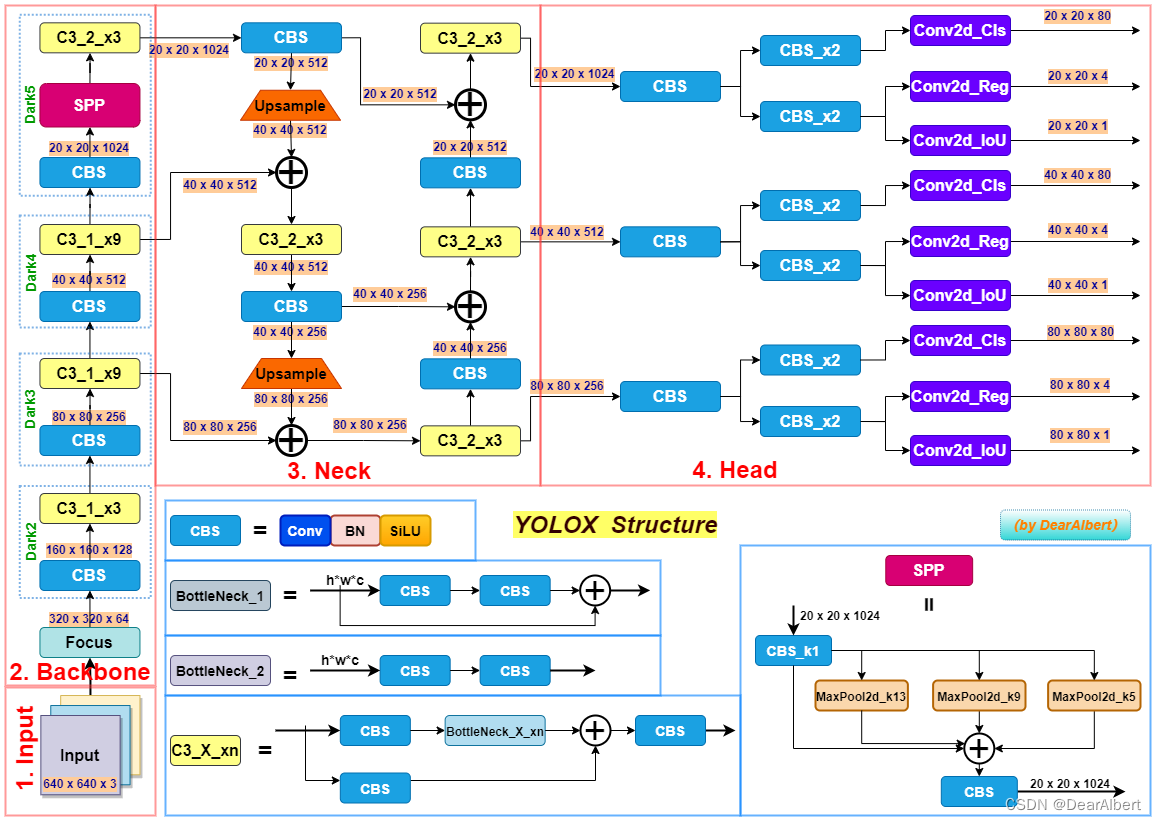 Dark5
C3_2_x3
SPP
20 x 20 x 1024
CBS
Dark4
C3_1_x9
40 x 40 x 512
CBS
Dark3
C3_1_x9
80 x 80 x 256
CBS
Dark2
C3_1_x3
160 x 160 x 128
CBS
320 x 320 x 64
Focus
2. Backbone
1. Input
Input
640 x 640 x 3
20 x 20 x 1024
CBS
20 x 20 x 512
Upsample
40 x 40 x 512
40 x 40 x 512
C3_2_x3
40 x 40 x 512
CBS
40 x 40 x 256
Upsample
80 x 80 x 256
80 x 80 x 256
80 x 80 x 256
20 x 20 x 512
40 x 40 x 256
C3_2_x3
20 x 20 x 512
CBS
C3_2_x3
40 x 40 x 256
CBS
C3_2_x3
3. Neck
20 x 20 x 1024
CBS
CBS_x2
CBS_x2
Conv2d_Cls
20 x 20 x 80
Conv2d_Reg
20 x 20 x 4
Conv2d_IoU
20 x 20 x 1
40 x 40 x 512
CBS
CBS_x2
CBS_x2
Conv2d_Cls
40 x 40 x 80
Conv2d_Reg
40 x 40 x 4
Conv2d_IoU
40 x 40 x 1
80 x 80 x 256
CBS
CBS_x2
CBS_x2
Conv2d_Cls
80 x 80 x 80
Conv2d_Reg
80 x 80 x 4
Conv2d_IoU
80 x 80 x 1
4. Head
CBS = Conv BN SiLU
YOLOX Structure
(by DearAlbert)
BottleNeck_1 = h*w*c CBS CBS
BottleNeck_2 = h*w*c CBS CBS
C3_X_xn = CBS BottleNeck_X_xn CBS
CBS
SPP
=
20 x 20 x 1024
CBS_k1
MaxPool2d_k13 MaxPool2d_k9 MaxPool2d_k5
CBS
20 x 20 x 1024
CSDN @DearAlbert